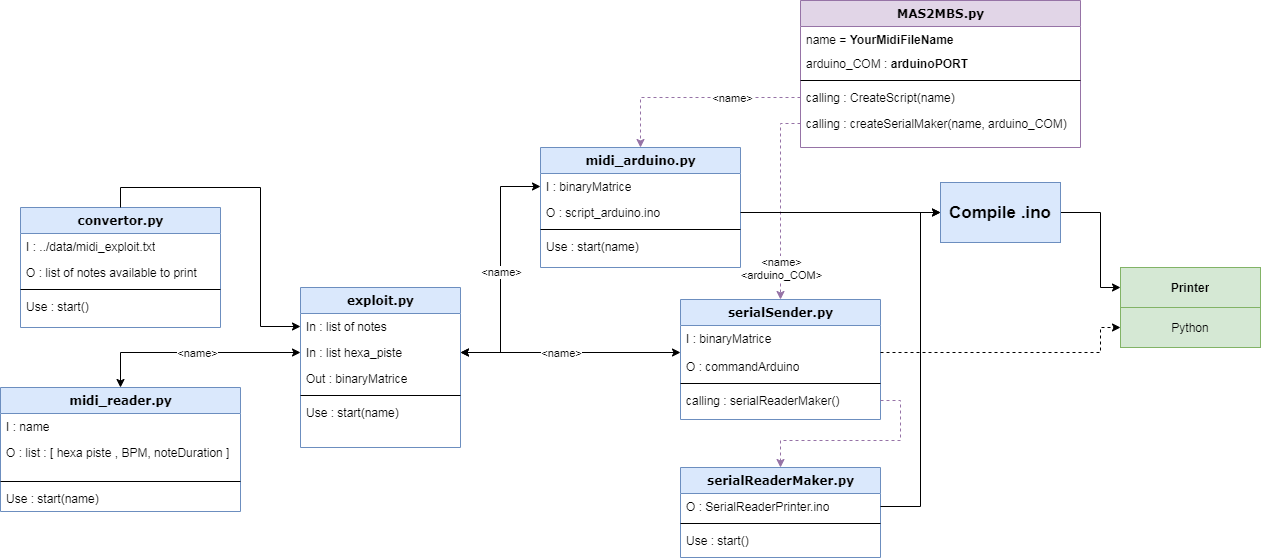 MAS2MBS.py
name = YourMidiFileName
arduino_COM : arduinoPORT
calling : CreateScript(name)
calling : createSerialMaker(name, arduino_COM)
<name>
midi_arduino.py
I : binaryMatrice
O : script_arduino.ino
Use : start(name)
Compile .ino
convertor.py
I : ../data/midi_exploit.txt
O : list of notes available to print
Use : start()
<name>
<name>
<arduino_COM>
Printer
Python
exploit.py
In : list of notes
In : list hexa_piste
Out : binaryMatrice
Use : start(name)
<name>
<name>
serialSender.py
I : binaryMatrice
O : commandArduino
calling : serialReaderMaker()
midi_reader.py
I : name
O : list : [ hexa piste , BPM, noteDuration ]
Use : start(name)
serialReaderMaker.py
O : SerialReaderPrinter.ino
Use : start()